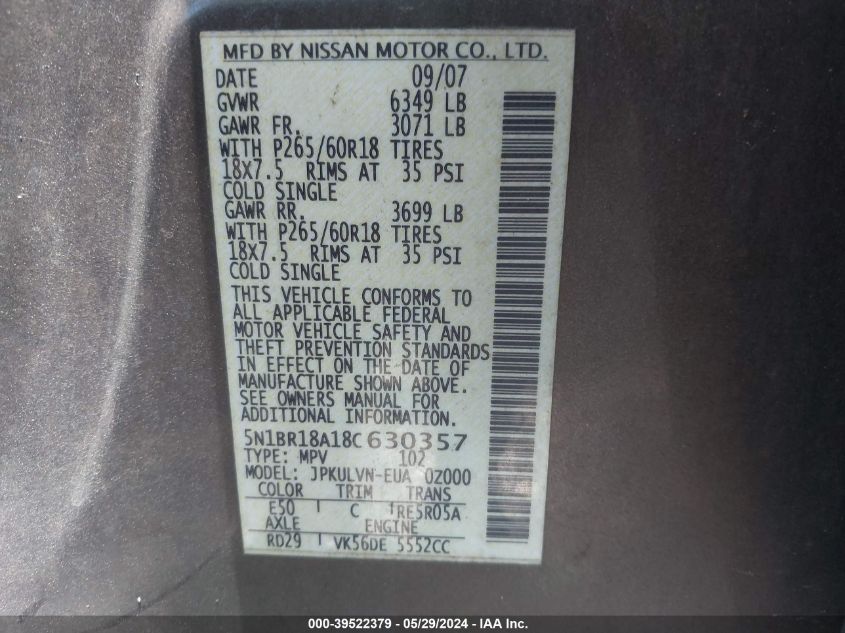 MFD BY NISSAN MOTOR CO., LTD.
DATE 09/07
GVWR 6349 LB
GAWR FR. 3071 LB
WITH P265/60R18 TIRES
18X7.5 RIMS AT 35 PSI
COLD SINGLE
GAWR RR. 3699 LB
WITH P265/60R18 TIRES
18X7.5 RIMS AT 35 PSI
COLD SINGLE
THIS VEHICLE CONFORMS TO
ALL APPLICABLE FEDERAL
MOTOR VEHICLE SAFETY AND
THEFT PREVENTION STANDARDS
IN EFFECT ON THE DATE OF
MANUFACTURE SHOWN ABOVE.
SEE OWNERS MANUAL FOR
ADDITIONAL INFORMATION.
5N1BR18A18C630357
TYPE: MPV 102
MODEL: JPKULVN-EUA 0Z000
COLOR TRIM TRANS
E50 C RE5R05A
AXLE ENGINE
RD29 VK56DE 5552CC
000-39522379 - 05/29/2024 - IAA Inc.